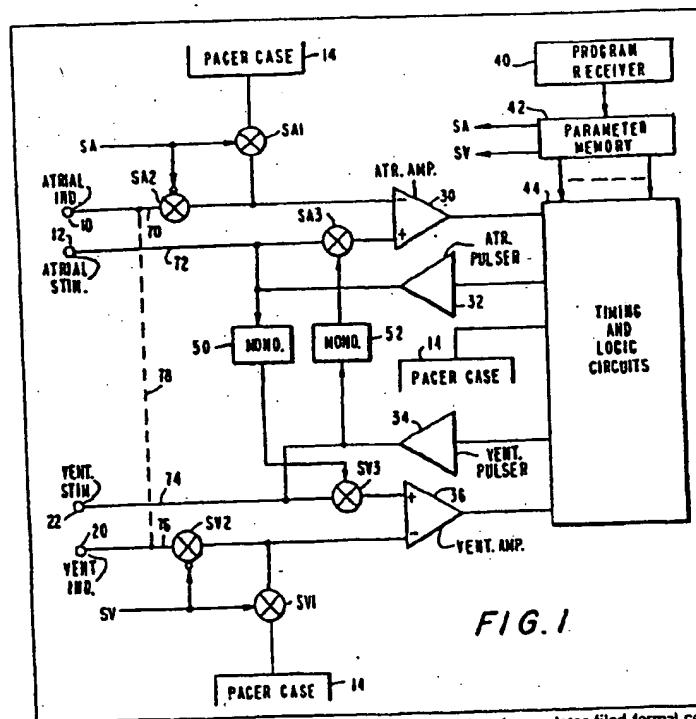 PACER CASE
14
40
PROGRAM
RECEIVER
42
SA
SV
PARAMETER
MEMORY
44
SA
SA1
SA2
ATRIAL
IND.
10
70
12
ATRIAL
STIM.
72
SA3
ATR. AMP.
30
ATR.
PULSER
32
50
MONO.
MONO.
52
14
PACER CASE
TIMING
AND
LOGIC
CIRCUITS
78
34
VENT.
PULSER
VENT.
STIM.
22
74
SV3
36
VENT. AMP.
20
VENT.
IND.
76
SV2
SV
SV1
FIG. 1
PACER CASE
14